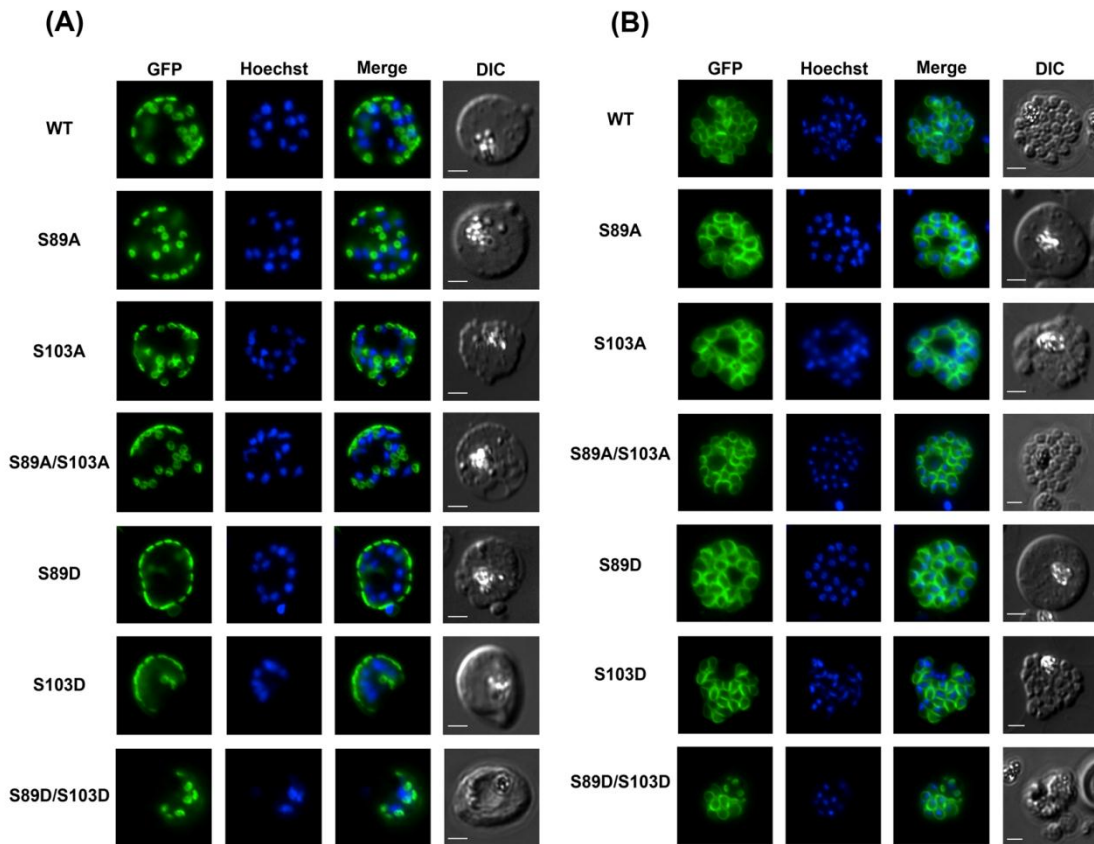 (A)
GFP Hoechst Merge DIC
WT
S89A
S103A
S89A/S103A
S89D
S103D
S89D/S103D
(B)
GFP Hoechst Merge DIC
WT
S89A
S103A
S89A/S103A
S89D
S103D
S89D/S103D